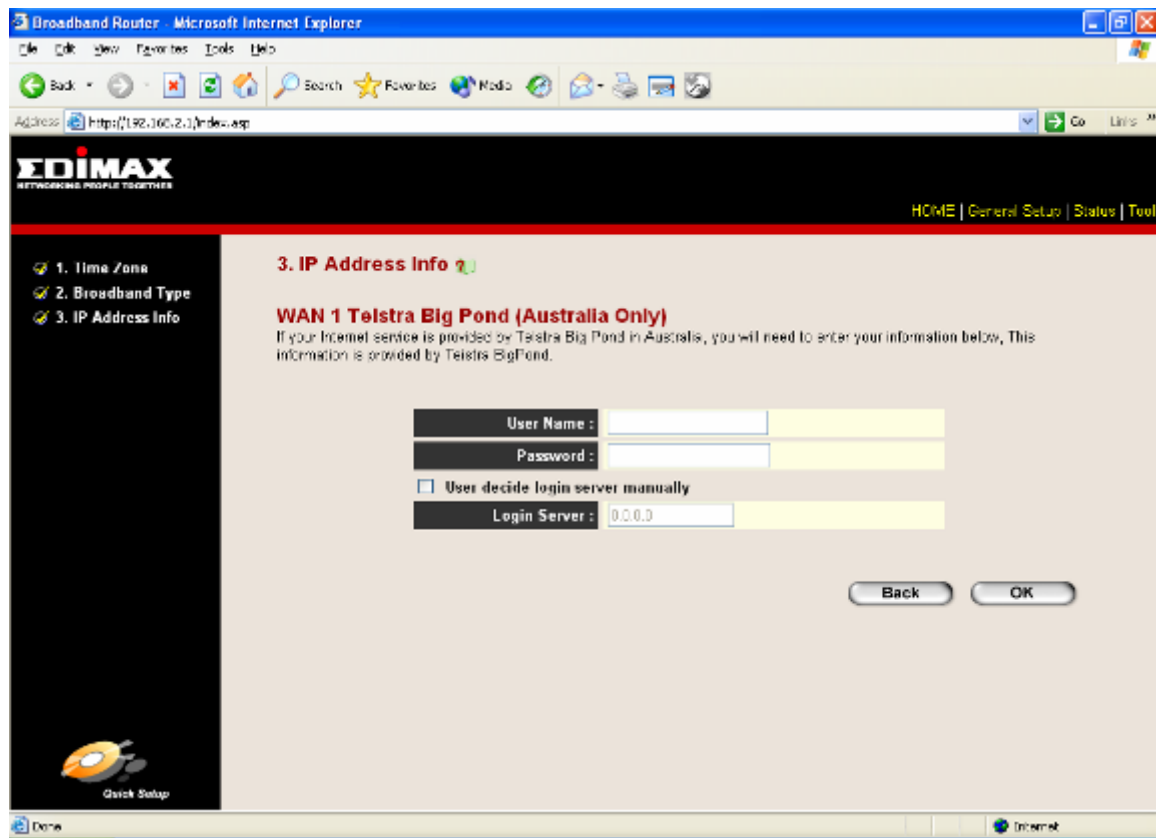 Broadband Router - Microsoft Internet Explorer
File Edit View Favorites Tools Help
Back Search Favorites Media
Address http://192.168.2.1/index.asp Go Links »
EDIMAX
NETWORKING PEOPLE TOGETHER
HOME | General Setup | Status | Tool
1. Time Zone
2. Broadband Type
3. IP Address Info
3. IP Address Info
WAN 1 Telstra Big Pond (Australia Only)
If your Internet service is provided by Telstra Big Pond in Australia, you will need to enter your information below, This
information is provided by Telstra BigPond.
User Name :
Password :
User decide login server manually
Login Server : 0.0.0.0
Back OK
Quick Setup
Done Internet